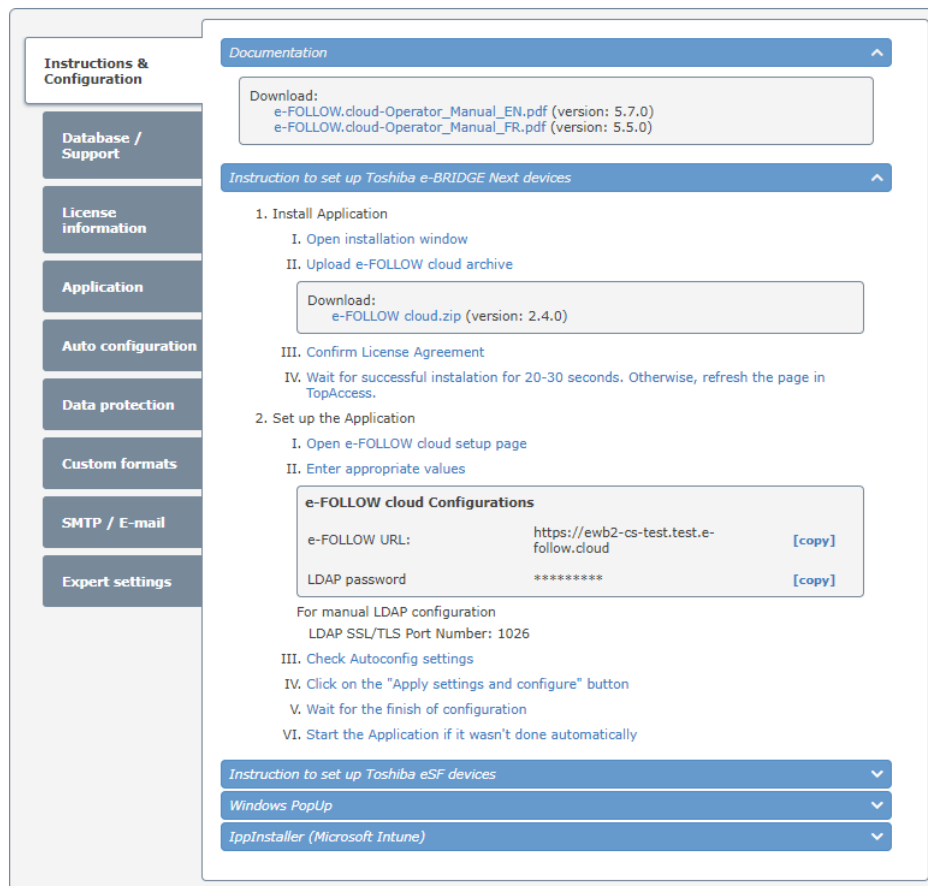 Instructions &
Configuration
Database /
Support
License
information
Application
Auto configuration
Data protection
Custom formats
SMTP / E-mail
Expert settings
Documentation
Download:
e-FOLLOW.cloud-Operator_Manual_EN.pdf (version: 5.7.0)
e-FOLLOW.cloud-Operator_Manual_FR.pdf (version: 5.5.0)
Instruction to set up Toshiba e-BRIDGE Next devices
1. Install Application
I. Open installation window
II. Upload e-FOLLOW cloud archive
Download:
e-FOLLOW cloud.zip (version: 2.4.0)
III. Confirm License Agreement
IV. Wait for successful instalation for 20-30 seconds. Otherwise, refresh the page in
TopAccess.
2. Set up the Application
I. Open e-FOLLOW cloud setup page
II. Enter appropriate values
e-FOLLOW cloud Configurations
e-FOLLOW URL: https://ewb2-cs-test.test.e-
follow.cloud [copy]
LDAP password ********* [copy]
For manual LDAP configuration
LDAP SSL/TLS Port Number: 1026
III. Check Autoconfig settings
IV. Click on the "Apply settings and configure" button
V. Wait for the finish of configuration
VI. Start the Application if it wasn't done automatically
Instruction to set up Toshiba eSF devices
Windows PopUp
IppInstaller (Microsoft Intune)